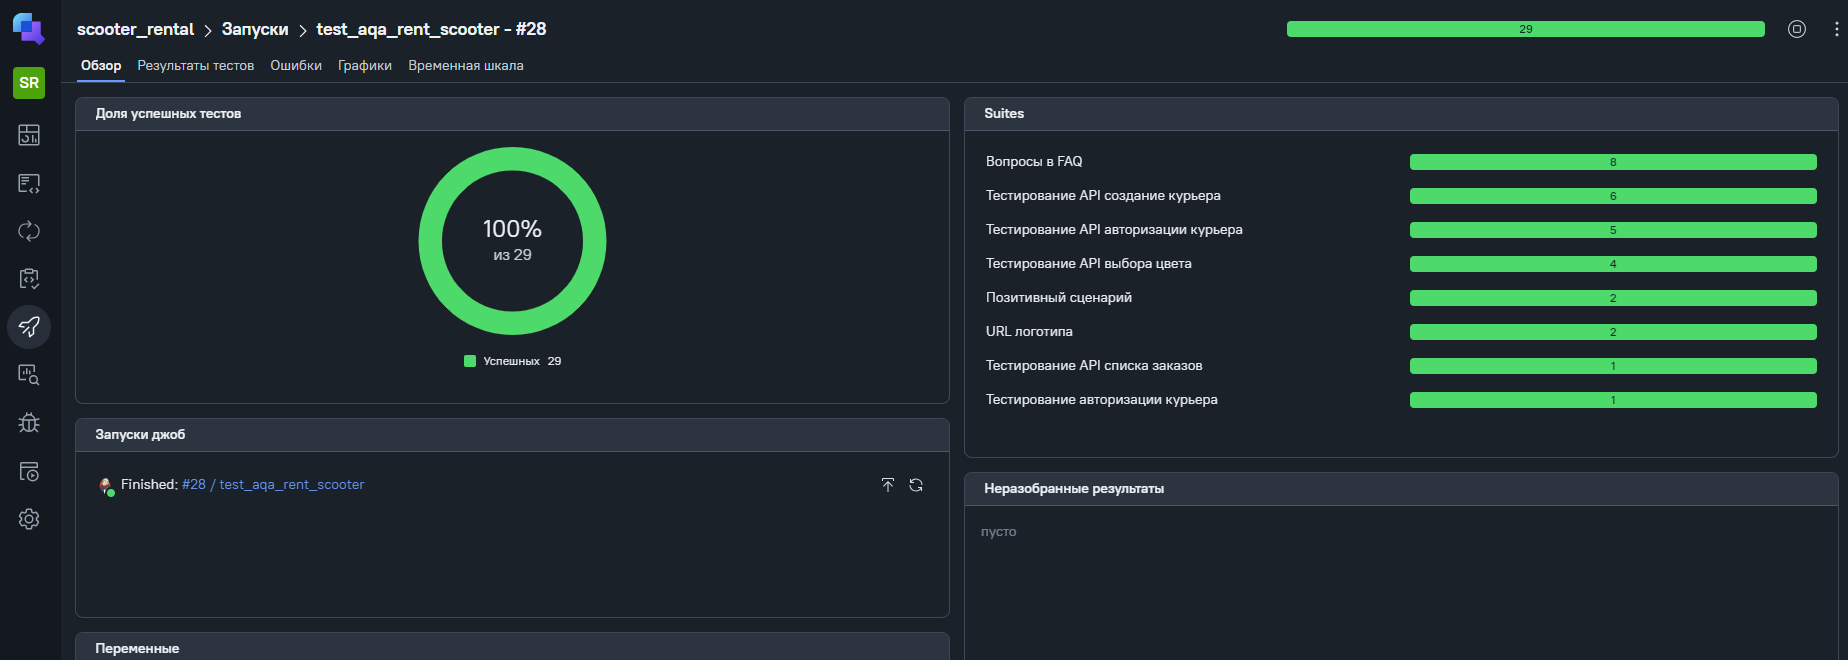 scooter_rental > Запуски > test_aqa_rent_scooter - #28
29
SR
Обзор Результаты тестов Ошибки Графики Временная шкала
Доля успешных тестов
100%
из 29
Успешных 29
Запуски джоб
Finished: #28 / test_aqa_rent_scooter
Переменные
Suites
Вопросы в FAQ 8
Тестирование API создание курьера 6
Тестирование API авторизации курьера 5
Тестирование API выбора цвета 4
Позитивный сценарий 2
URL логотипа 2
Тестирование API списка заказов 1
Тестирование авторизации курьера 1
Неразобранные результаты
пусто